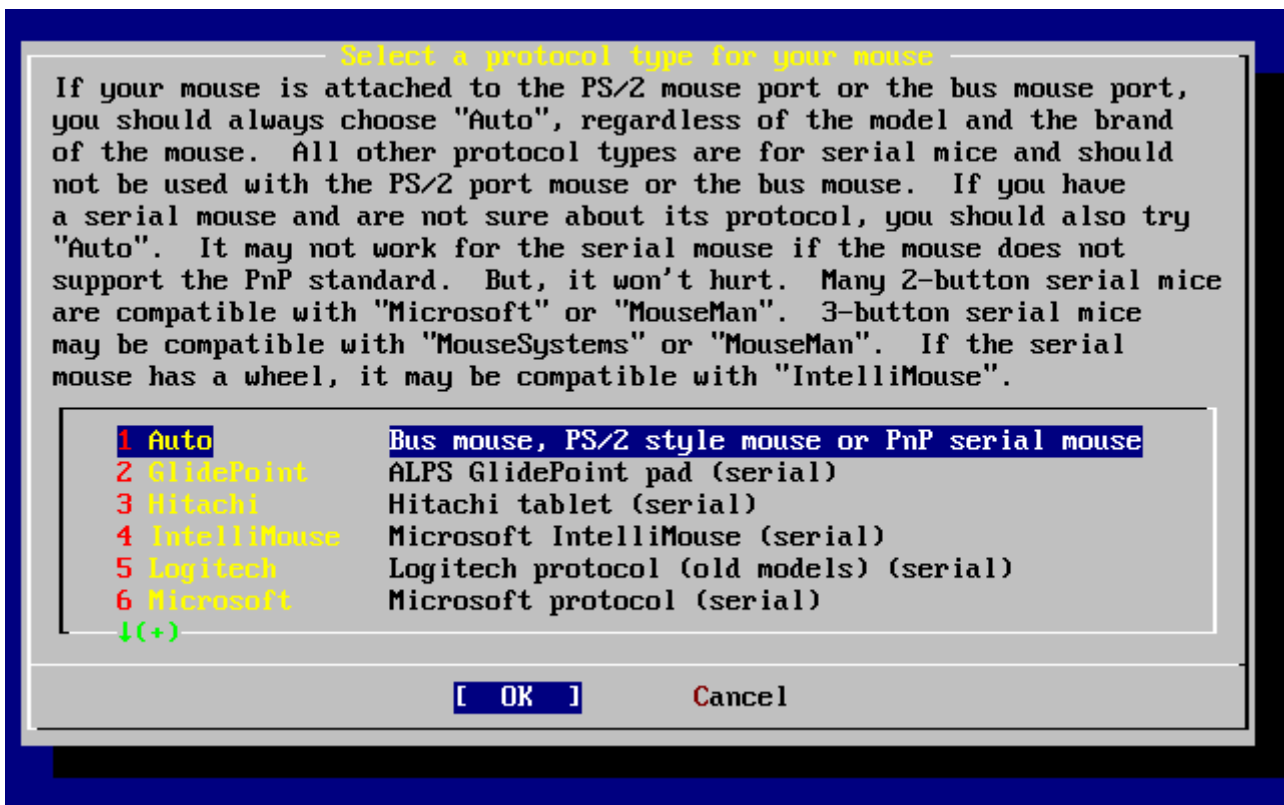 Select a protocol type for your mouse
If your mouse is attached to the PS/2 mouse port or the bus mouse port,
you should always choose "Auto", regardless of the model and the brand
of the mouse.  All other protocol types are for serial mice and should
not be used with the PS/2 port mouse or the bus mouse.  If you have
a serial mouse and are not sure about its protocol, you should also try
"Auto".  It may not work for the serial mouse if the mouse does not
support the PnP standard.  But, it won't hurt.  Many 2-button serial mice
are compatible with "Microsoft" or "MouseMan".  3-button serial mice
may be compatible with "MouseSystems" or "MouseMan".  If the serial
mouse has a wheel, it may be compatible with "IntelliMouse".
1 Auto Bus mouse, PS/2 style mouse or PnP serial mouse
2 GlidePoint ALPS GlidePoint pad (serial)
3 Hitachi Hitachi tablet (serial)
4 IntelliMouse Microsoft IntelliMouse (serial)
5 Logitech Logitech protocol (old models) (serial)
6 Microsoft Microsoft protocol (serial)
↓(+)
[ OK ] Cancel